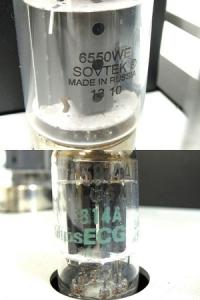 6550WE
SOVTEK ®
MADE IN RUSSIA
13 10
814A
ECG